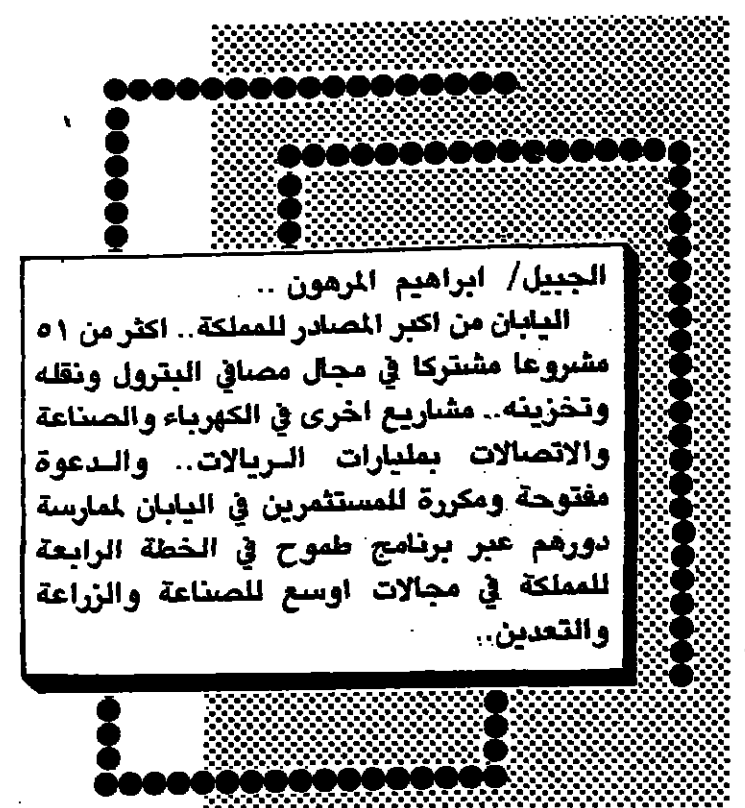 الجبيل/ ابراهيم المرهون ..
اليابان من اكبر المصادر للمملكة.. اكثر من ٥١
مشروعا مشتركا في مجال مصافي البترول ونقله
وتخزينه.. مشاريع اخرى في الكهرباء والصناعة
والاتصالات بمليارات الريالات.. والدعوة
مفتوحة ومكررة للمستثمرين في اليابان لممارسة
دورهم عبر برنامج طموح في الخطة الرابعة
للمملكة في مجالات اوسع للصناعة والزراعة
والتعدين..